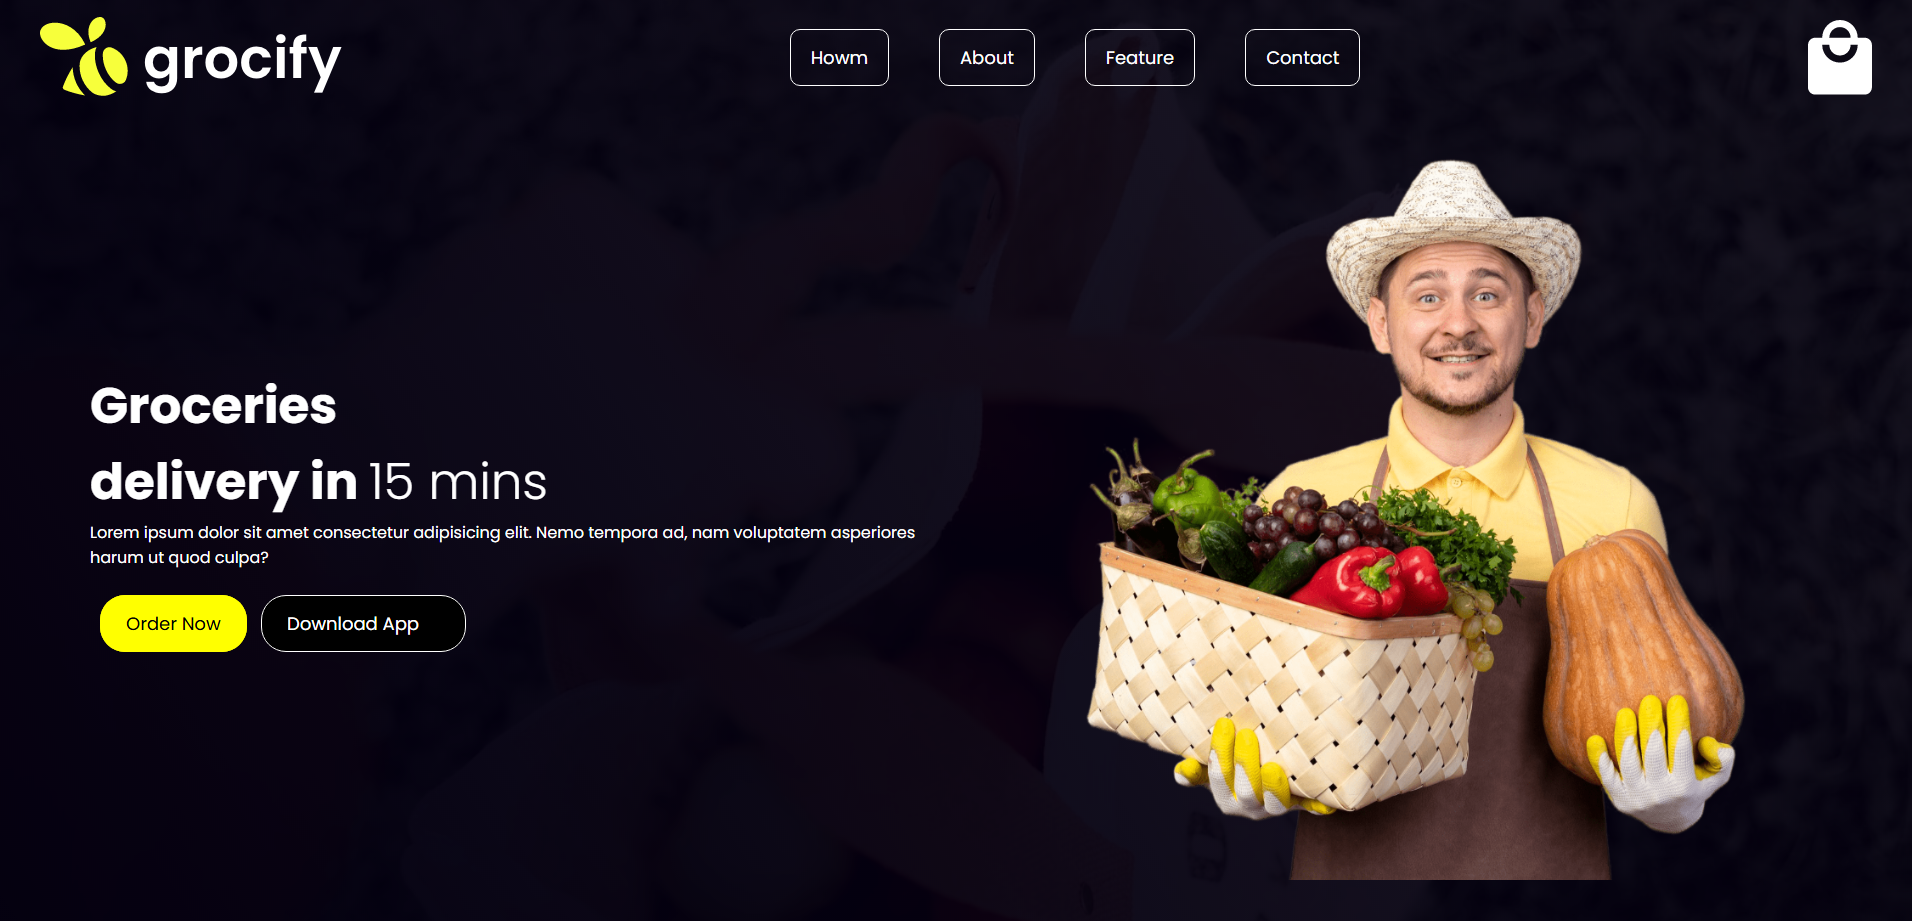 grocify
Howm
About
Feature
Contact
Groceries
delivery in 15 mins
Lorem ipsum dolor sit amet consectetur adipisicing elit. Nemo tempora ad, nam voluptatem asperiores
harum ut quod culpa?
Order Now
Download App